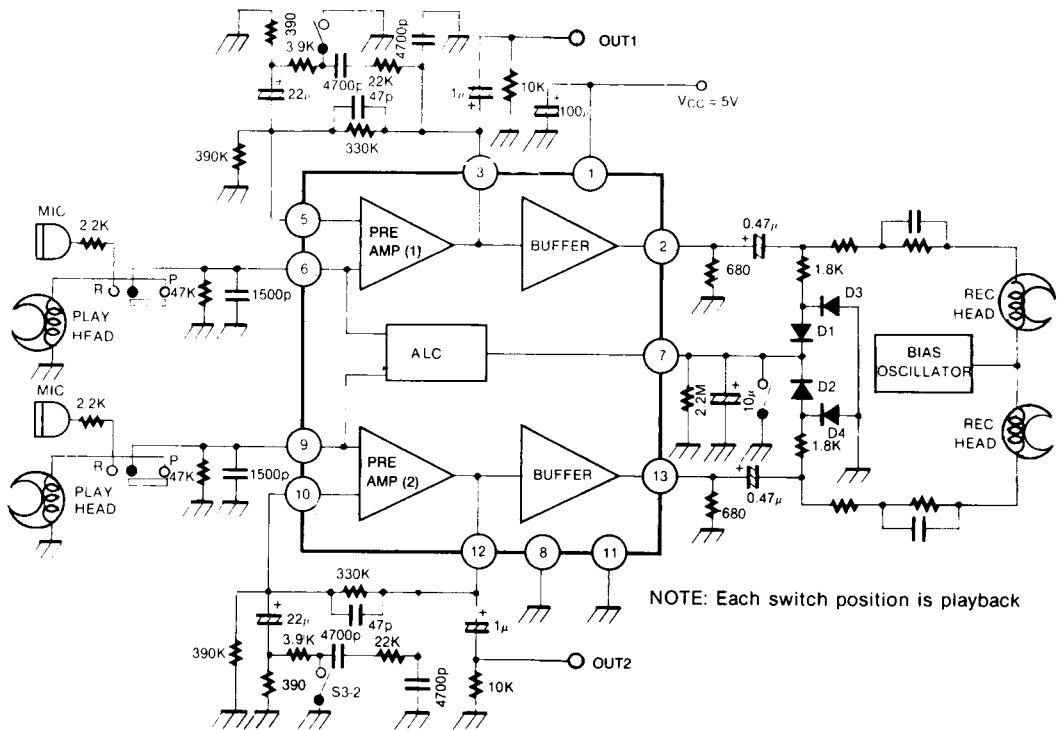 390
3.9K
4700p
22µ
4700p
22K
47p
330K
390K
1µ
10K
OUT1
100µ
VCC = 5V
3
1
MIC
2.2K
R
P
47K
1500p
PLAY
HEAD
5
6
PRE
AMP (1)
BUFFER
2
0.47µ
680
1.8K
D3
D1
REC
HEAD
ALC
7
2.2M
10µ
D2
D4
1.8K
BIAS
OSCILLATOR
REC
HEAD
MIC
2.2K
R
P
47K
1500p
PLAY
HEAD
9
10
PRE
AMP (2)
BUFFER
13
0.47µ
680
12
8
11
330K
47p
22µ
3.9K
4700p
22K
390K
390
S3-2
4700p
1µ
10K
OUT2
NOTE: Each switch position is playback